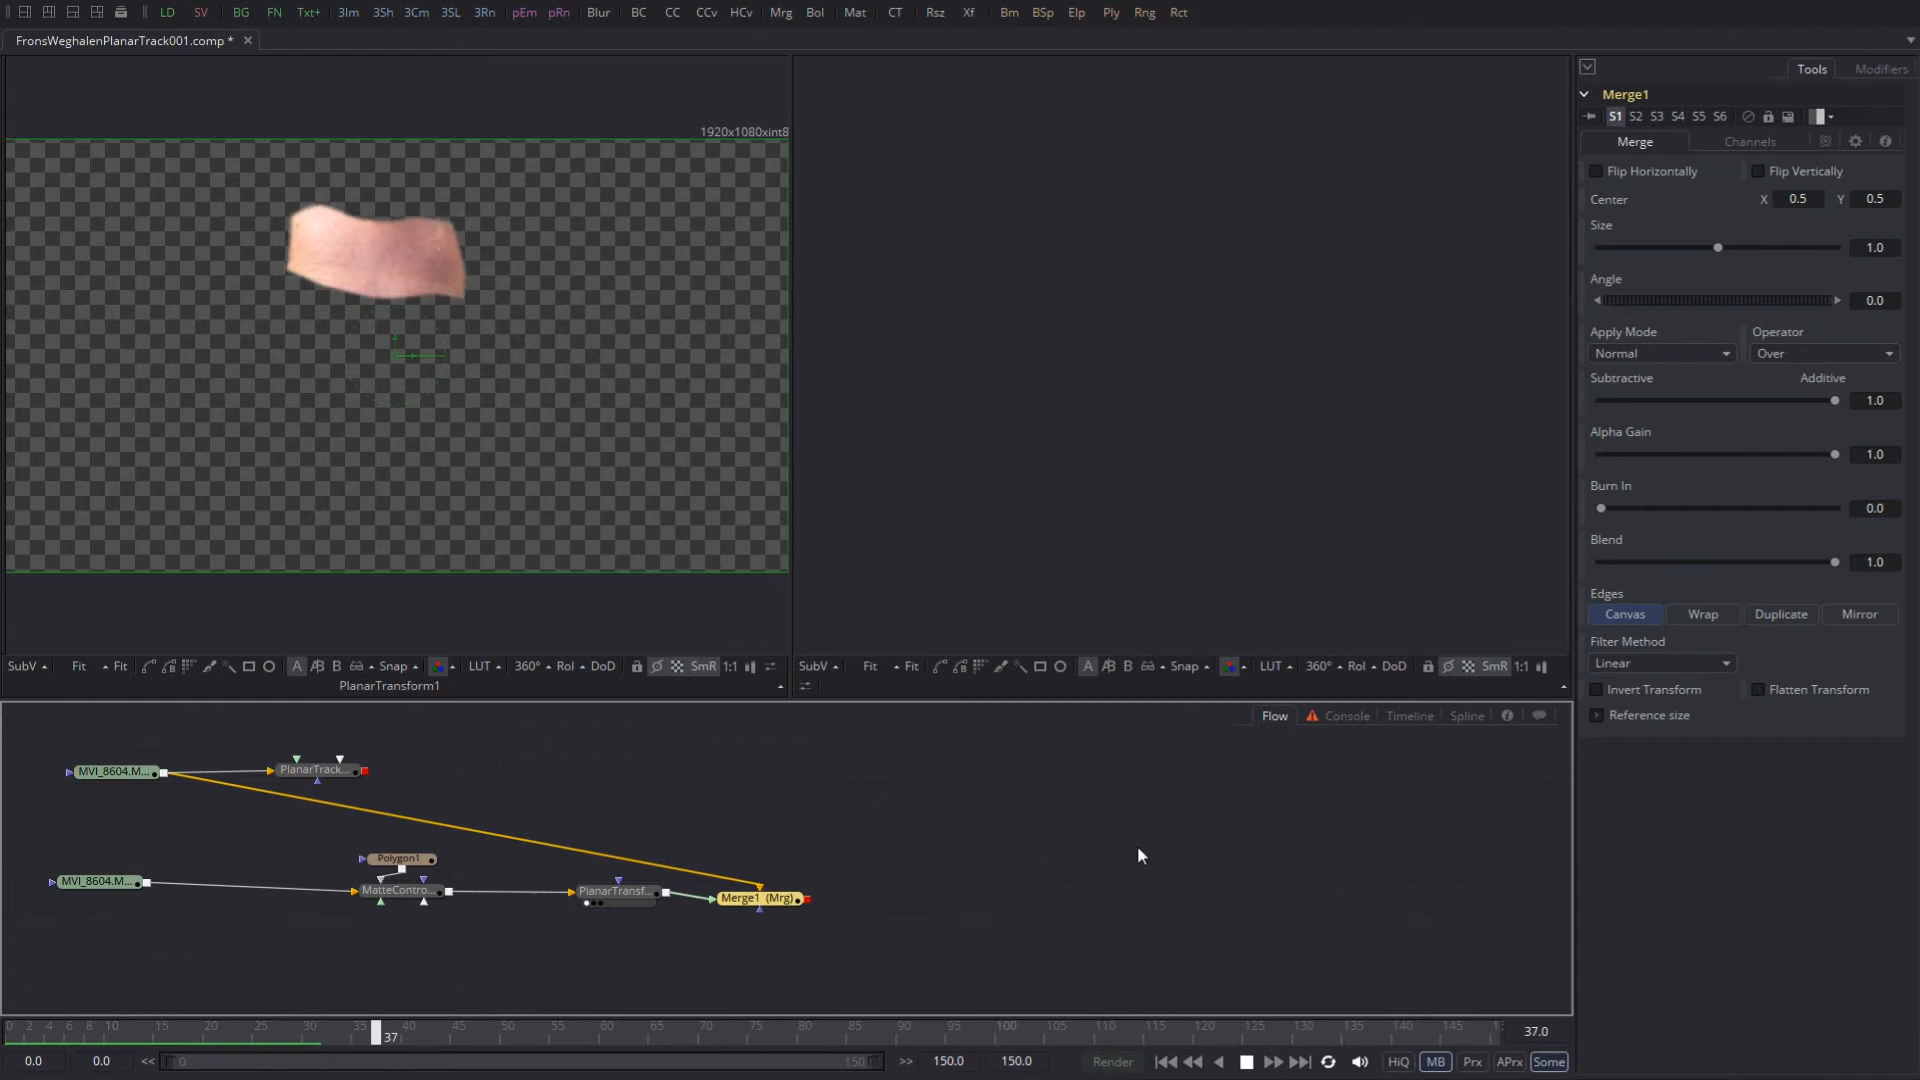 LD SV BG FN Txt+ 3Im 3Sh 3Cm 3SL 3Rn pEm pRn Blur BC CC CCv HCv Mrg Bol Mat CT Rsz Xf Bm BSp Elp Ply Rng Rct
FronsWeghalenPlanarTrack001.comp *
Tools Modifiers
Merge1
S1 S2 S3 S4 S5 S6
1920x1080xint8
Merge Channels
Flip Horizontally Flip Vertically
Center X 0.5 Y 0.5
Size
1.0
Angle
0.0
Apply Mode Operator
Normal Over
Subtractive Additive
1.0
Alpha Gain
1.0
Burn In
0.0
Blend
1.0
Edges
Canvas Wrap Duplicate Mirror
Filter Method
Linear
Invert Transform Flatten Transform
Reference size
SubV Fit Fit A B Snap LUT 360° RoI DoD SmR 1:1
SubV Fit Fit A B Snap LUT 360° RoI DoD SmR 1:1
PlanarTransform1
Flow Console Timeline Spline
MVI_8604.M... PlanarTrack...
Polygon1
MVI_8604.M... MatteContro... PlanarTransf... Merge1 (Mrg)
0 2 4 6 8 10 15 20 25 30 35 40 45 50 55 60 65 70 75 80 85 90 95 100 105 110 115 120 125 130 135 140 145
37
37.0
0.0 0.0 << 0 150 >> 150.0 150.0 Render HiQ MB Prx APrx Some